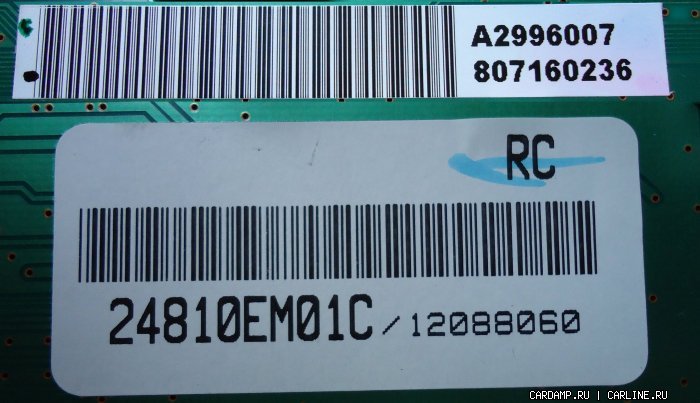 A2996007
807160236
RC
24810EM01C/12088060
CARDAMP.RU | CARLINE.RU